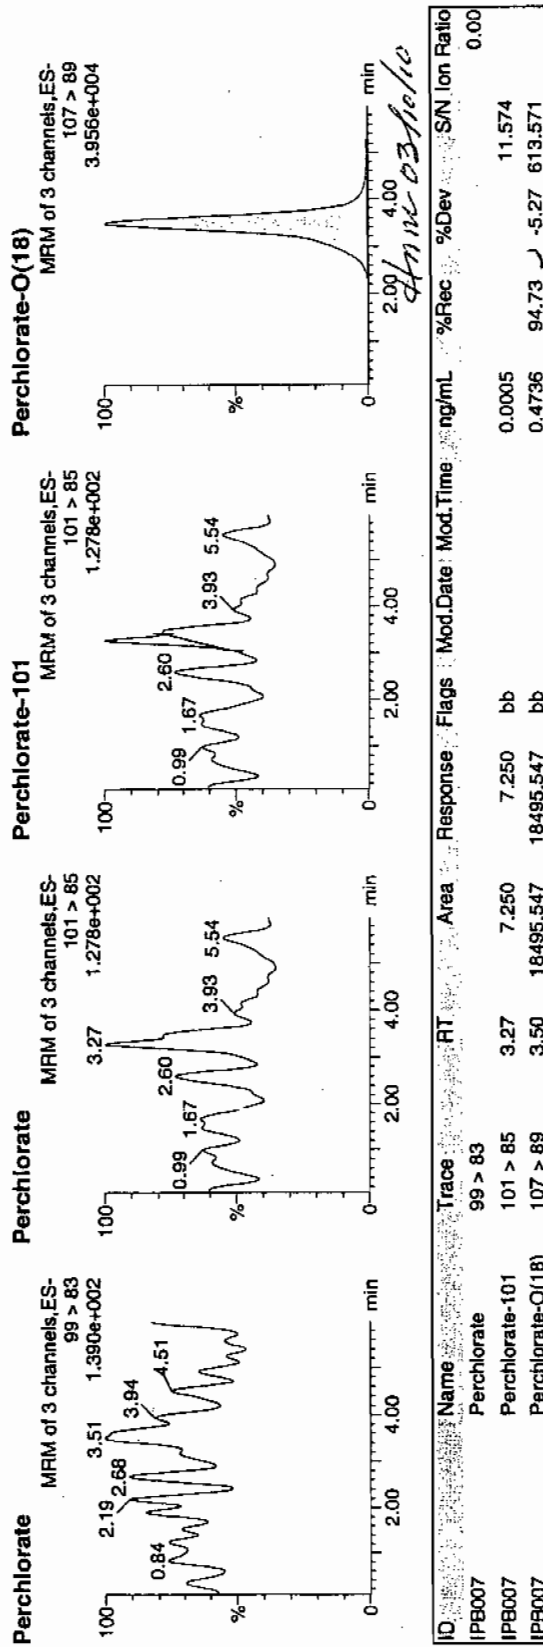 Perchlorate
MRM of 3 channels,ES-
99 > 83
1.390e+002
100
%
0
0.84
2.19
2.68
3.51
3.94
4.51
2.00
4.00
min
Perchlorate
MRM of 3 channels,ES-
101 > 85
1.278e+002
100
%
0
0.99
1.67
2.60
3.27
3.93
5.54
2.00
4.00
min
Perchlorate-101
MRM of 3 channels,ES-
101 > 85
1.278e+002
100
%
0
0.99
1.67
2.60
3.93
5.54
2.00
4.00
min
Perchlorate-O(18)
MRM of 3 channels,ES-
107 > 89
3.956e+004
100
%
0
2.00
4.00
min
03/10/10
ID Name Trace RT Area Response Flags Mod.Date Mod.Time ng/mL %Rec %Dev S/N Ion Ratio
IPB007 Perchlorate 99 > 83 0.00
IPB007 Perchlorate-101 101 > 85 3.27 7.250 7.250 bb 0.0005 11.574
IPB007 Perchlorate-O(18) 107 > 89 3.50 18495.547 18495.547 bb 0.4736 94.73 -5.27 613.571